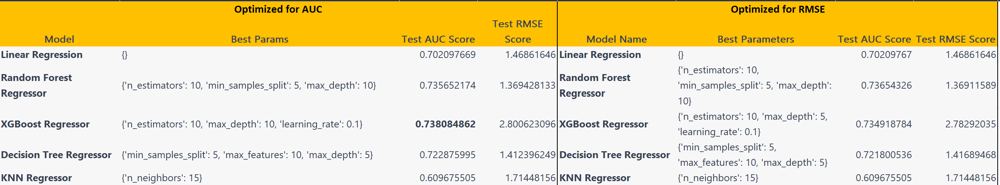 Optimized for AUC Optimized for RMSE
Test RMSE
Model Best Params Test AUC Score Score Model Name Best Parameters Test AUC Score Test RMSE Score
Linear Regression {} 0.702097669 1.46861646 Linear Regression {} 0.70209767 1.46861646
{'n_estimators': 10,
Random Forest Random Forest
{'n_estimators': 10, 'min_samples_split': 5, 'max_depth': 10} 0.735652174 1.369428133 'min_samples_split': 5, 'max_depth': 0.73654326 1.36911589
Regressor Regressor
10}
{'n_estimators': 10, 'max_depth': 5,
XGBoost Regressor {'n_estimators': 10, 'max_depth': 10, 'learning_rate': 0.1} 0.738084862 2.800623096 XGBoost Regressor 0.734918784 2.78292035
'learning_rate': 0.1}
{'min_samples_split': 5,
Decision Tree Regressor {'min_samples_split': 5, 'max_features': 10, 'max_depth': 5} 0.722875995 1.412396249 Decision Tree Regressor 0.721800536 1.41689468
'max_features': 10, 'max_depth': 5}
KNN Regressor {'n_neighbors': 15} 0.609675505 1.71448156 KNN Regressor {'n_neighbors': 15} 0.609675505 1.71448156